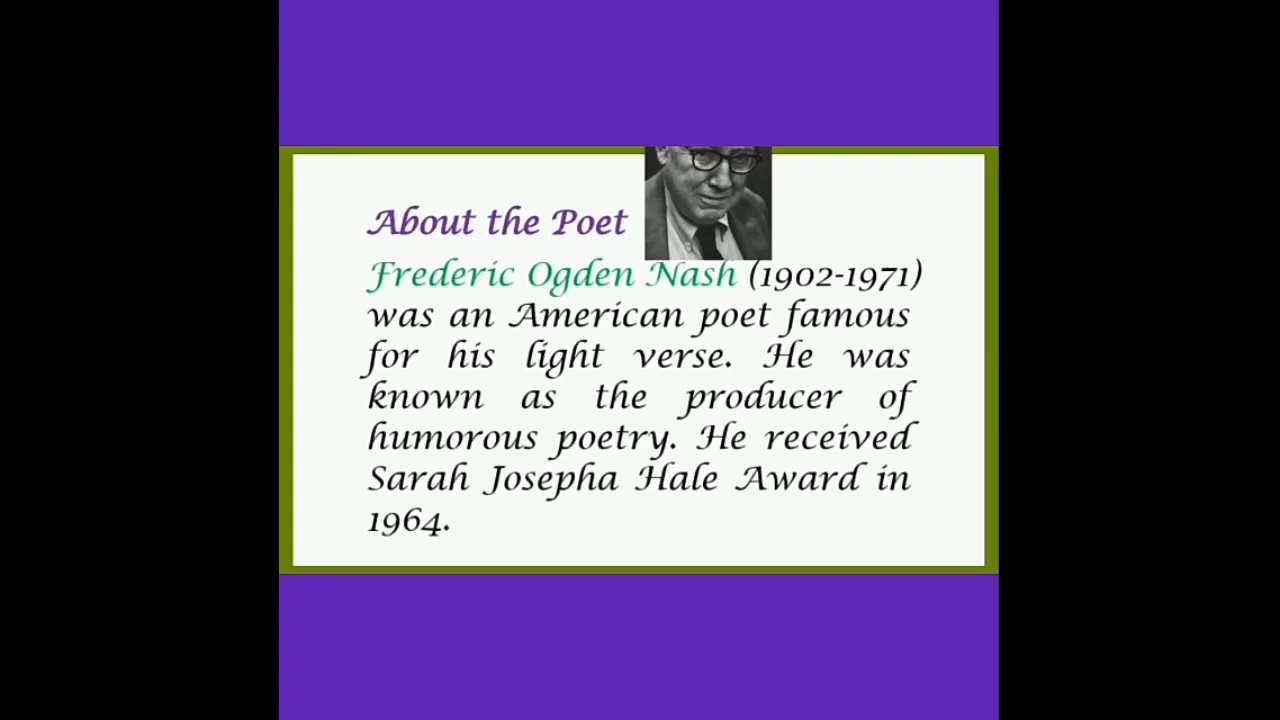 About the Poet
Frederic Ogden Nash (1902-1971)
was an American poet famous
for his light verse. He was
known as the producer of
humorous poetry. He received
Sarah Josepha Hale Award in
1964.